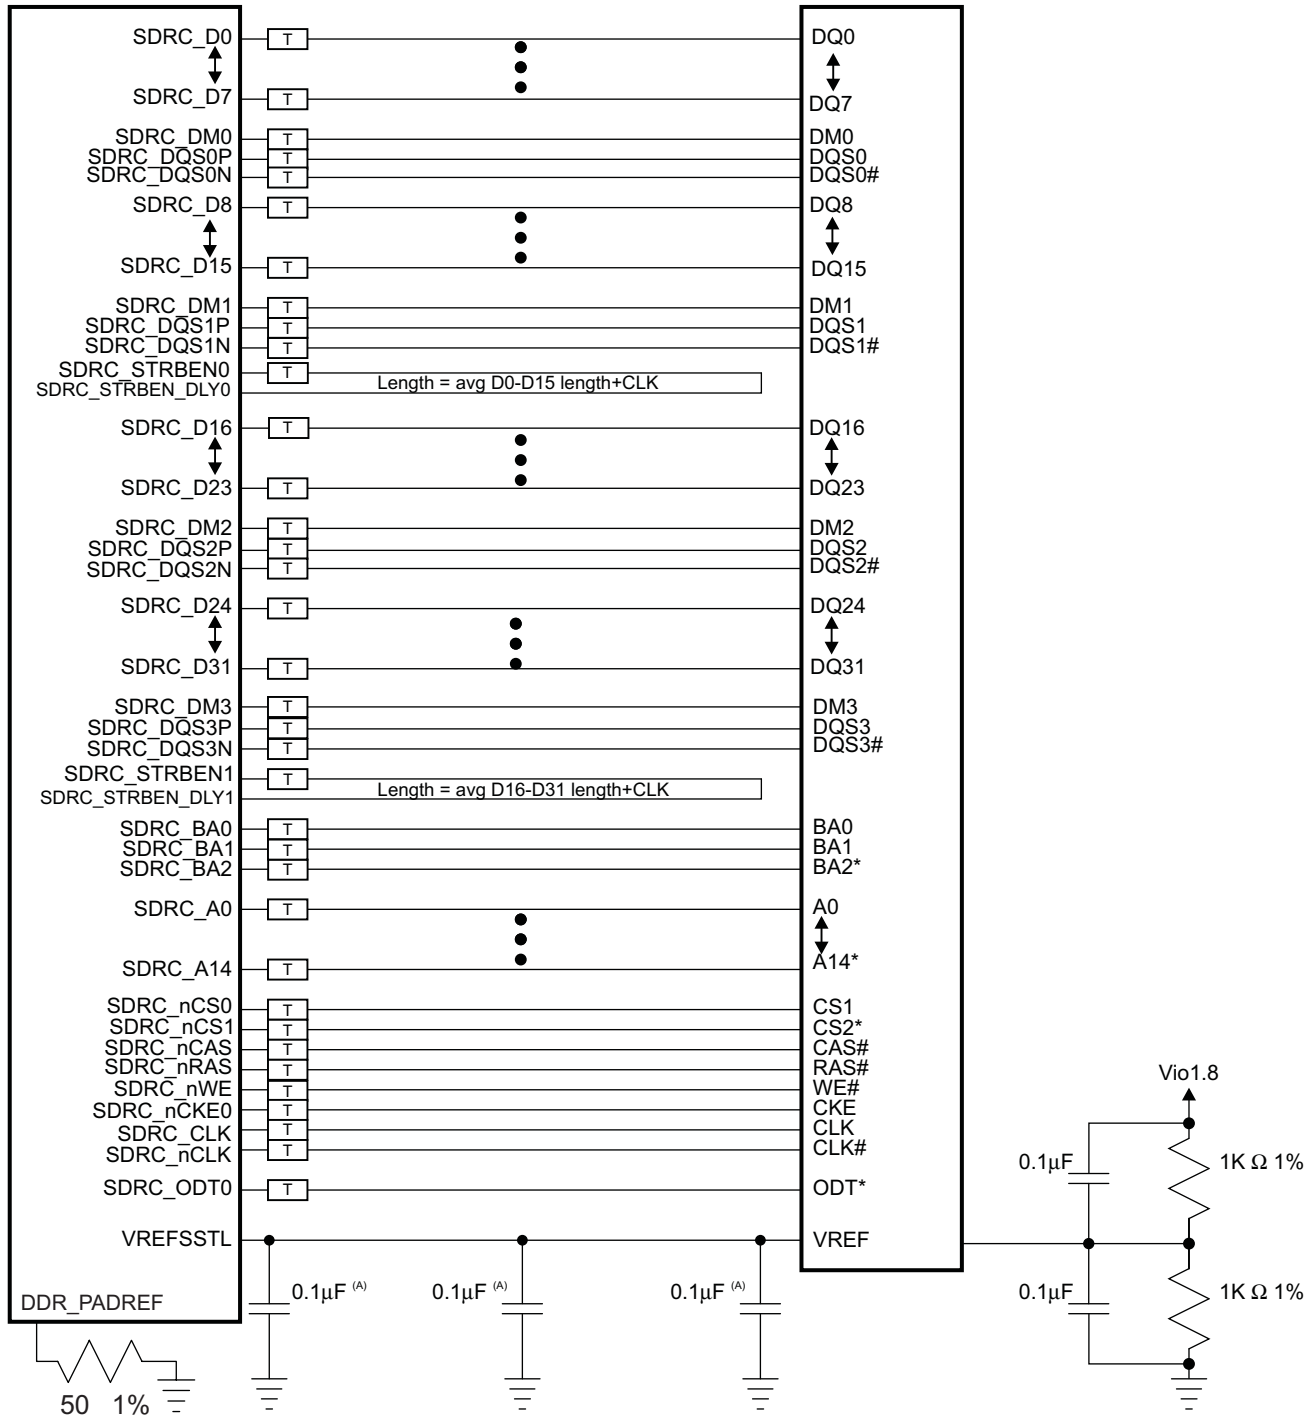 SDRC_D0 T DQ0
SDRC_D7 T DQ7
SDRC_DM0 T DM0
SDRC_DQS0P T DQS0
SDRC_DQS0N T DQS0#
SDRC_D8 T DQ8
SDRC_D15 T DQ15
SDRC_DM1 T DM1
SDRC_DQS1P T DQS1
SDRC_DQS1N T DQS1#
SDRC_STRBEN0 T
SDRC_STRBEN_DLY0 Length = avg D0-D15 length+CLK
SDRC_D16 T DQ16
SDRC_D23 T DQ23
SDRC_DM2 T DM2
SDRC_DQS2P T DQS2
SDRC_DQS2N T DQS2#
SDRC_D24 T DQ24
SDRC_D31 T DQ31
SDRC_DM3 T DM3
SDRC_DQS3P T DQS3
SDRC_DQS3N T DQS3#
SDRC_STRBEN1 T
SDRC_STRBEN_DLY1 Length = avg D16-D31 length+CLK
SDRC_BA0 T BA0
SDRC_BA1 T BA1
SDRC_BA2 T BA2*
SDRC_A0 T A0
SDRC_A14 T A14*
SDRC_nCS0 T CS1
SDRC_nCS1 T CS2*
SDRC_nCAS T CAS#
SDRC_nRAS T RAS#
SDRC_nWE T WE#
SDRC_nCKE0 T CKE
SDRC_CLK T CLK
SDRC_nCLK T CLK#
SDRC_ODT0 T ODT*
VREFSSTL VREF
Vio1.8
0.1µF 1K Ω 1%
0.1µF (A) 0.1µF (A) 0.1µF (A) 0.1µF 1K Ω 1%
DDR_PADREF
50 1%